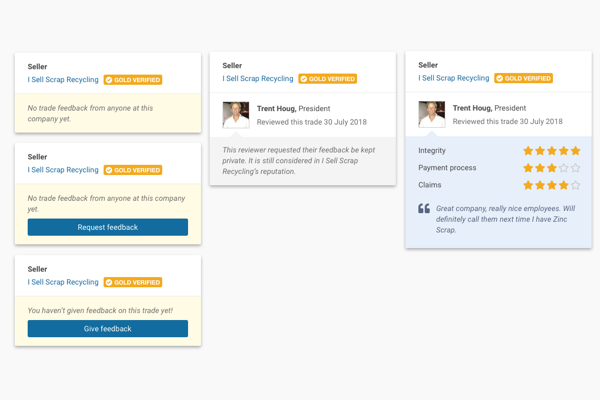 Seller
I Sell Scrap Recycling GOLD VERIFIED
No trade feedback from anyone at this
company yet.
Seller
I Sell Scrap Recycling GOLD VERIFIED
No trade feedback from anyone at this company
yet.
Request feedback
Seller
I Sell Scrap Recycling GOLD VERIFIED
You haven't given feedback on this trade yet!
Give feedback
Seller
I Sell Scrap Recycling GOLD VERIFIED
Trent Houg, President
Reviewed this trade 30 July 2018
This reviewer requested their feedback be kept
private. It is still considered in I Sell Scrap
Recycling's reputation.
Seller
I Sell Scrap Recycling GOLD VERIFIED
Trent Houg, President
Reviewed this trade 30 July 2018
Integrity
Payment process
Claims
Great company, really nice employees. Will
definitely call them next time I have Zinc
Scrap.